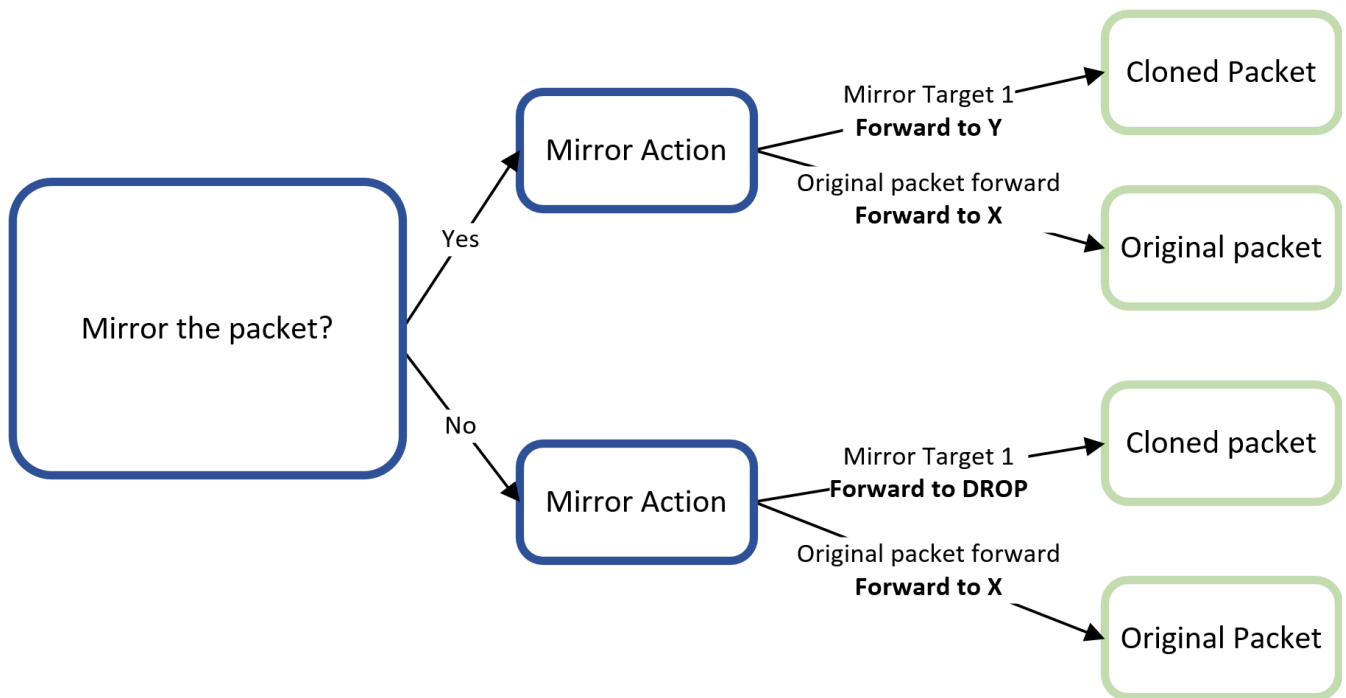 Mirror the packet?
Yes
Mirror Action
Mirror Target 1
Forward to Y
Cloned Packet
Original packet forward
Forward to X
Original packet
No
Mirror Action
Mirror Target 1
Forward to DROP
Cloned packet
Original packet forward
Forward to X
Original Packet